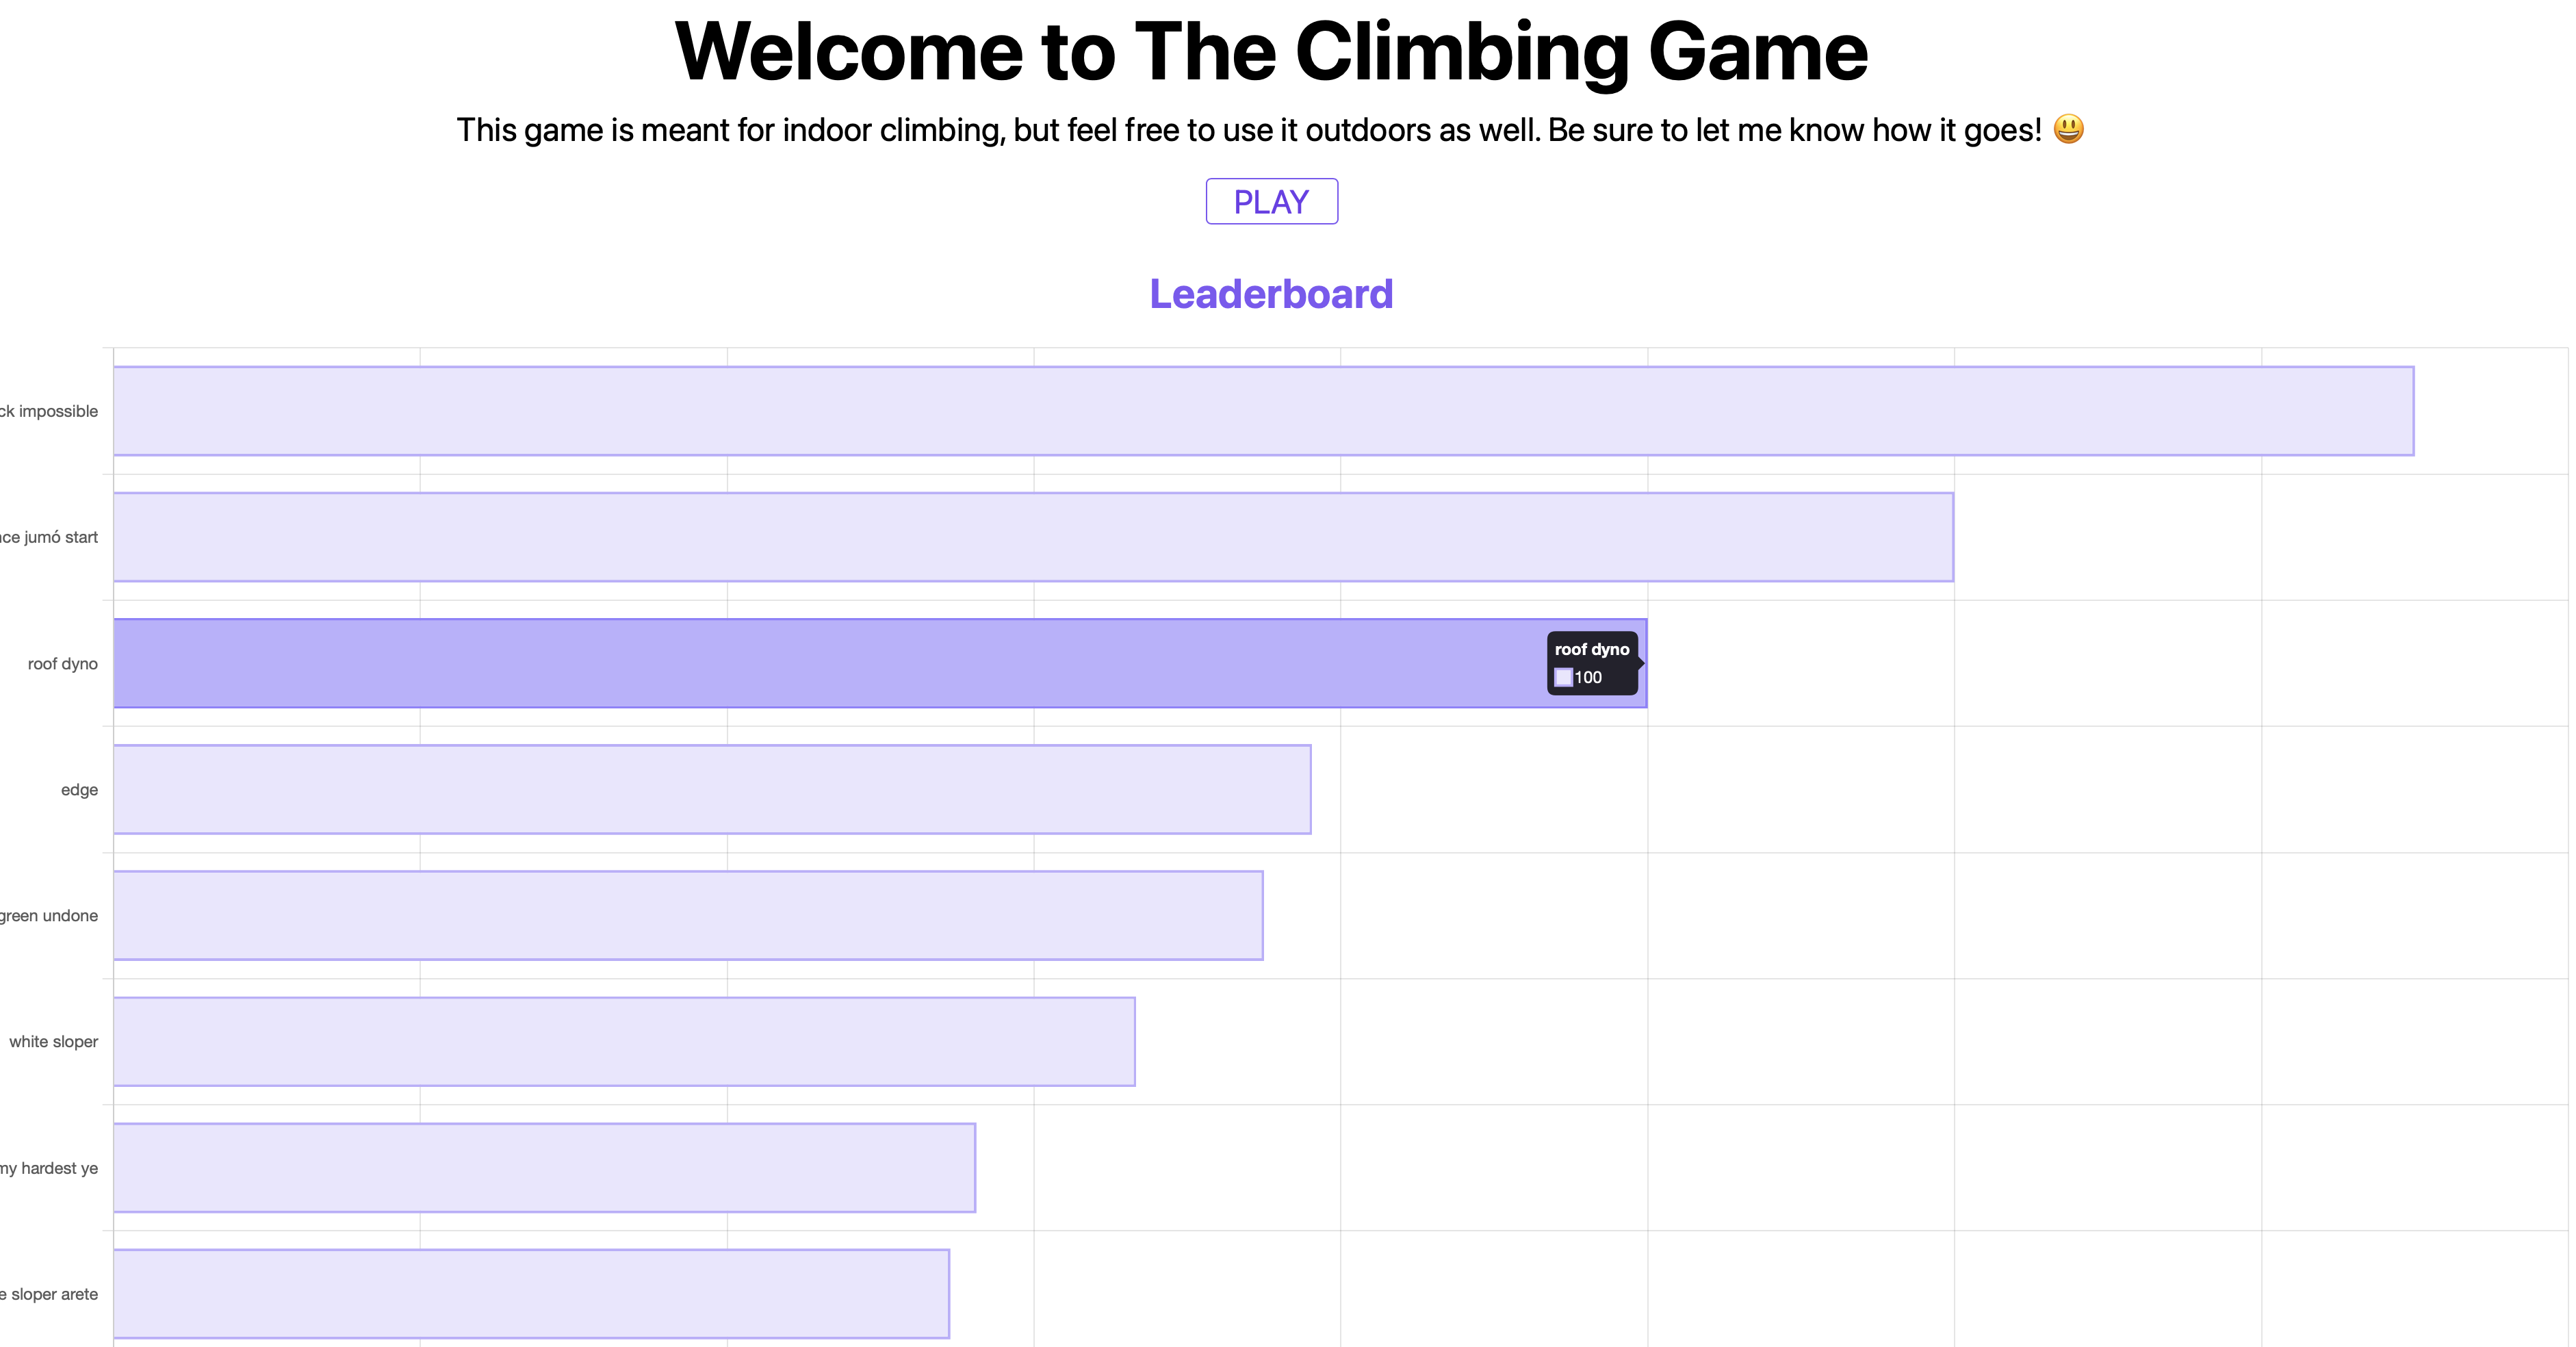 Welcome to The Climbing Game
This game is meant for indoor climbing, but feel free to use it outdoors as well. Be sure to let me know how it goes! 😃
PLAY
Leaderboard
impossible
jumó start
roof dyno
roof dyno
100
edge
green undone
white sloper
my hardest ye
sloper arete